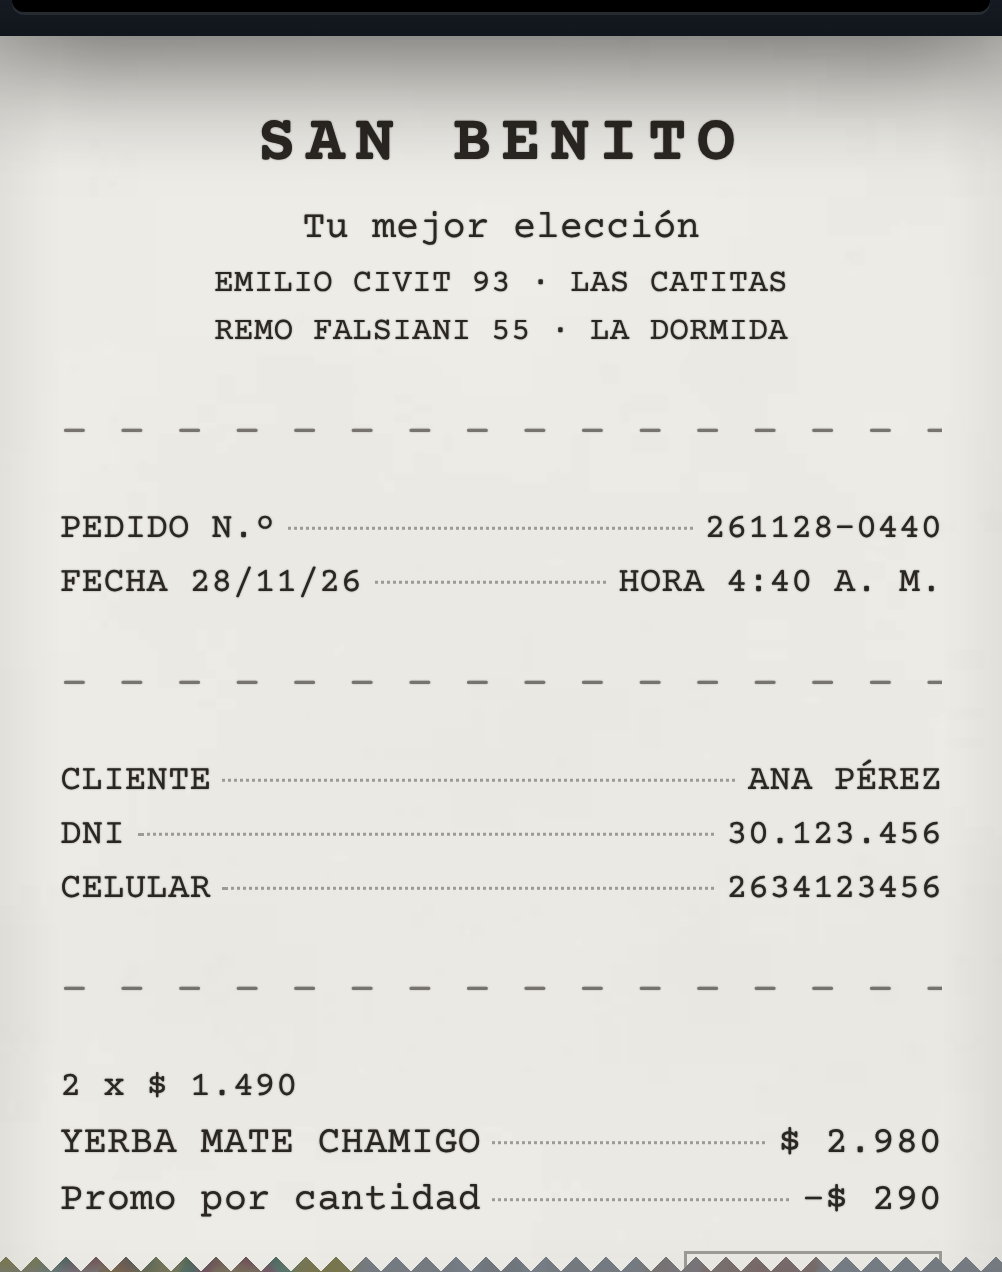 SAN BENITO
Tu mejor elección
EMILIO CIVIT 93 · LAS CATITAS
REMO FALSIANI 55 · LA DORMIDA
PEDIDO N.º 261128-0440
FECHA 28/11/26 HORA 4:40 A. M.
CLIENTE ANA PÉREZ
DNI 30.123.456
CELULAR 2634123456
2 x $ 1.490
YERBA MATE CHAMIGO $ 2.980
Promo por cantidad -$ 290